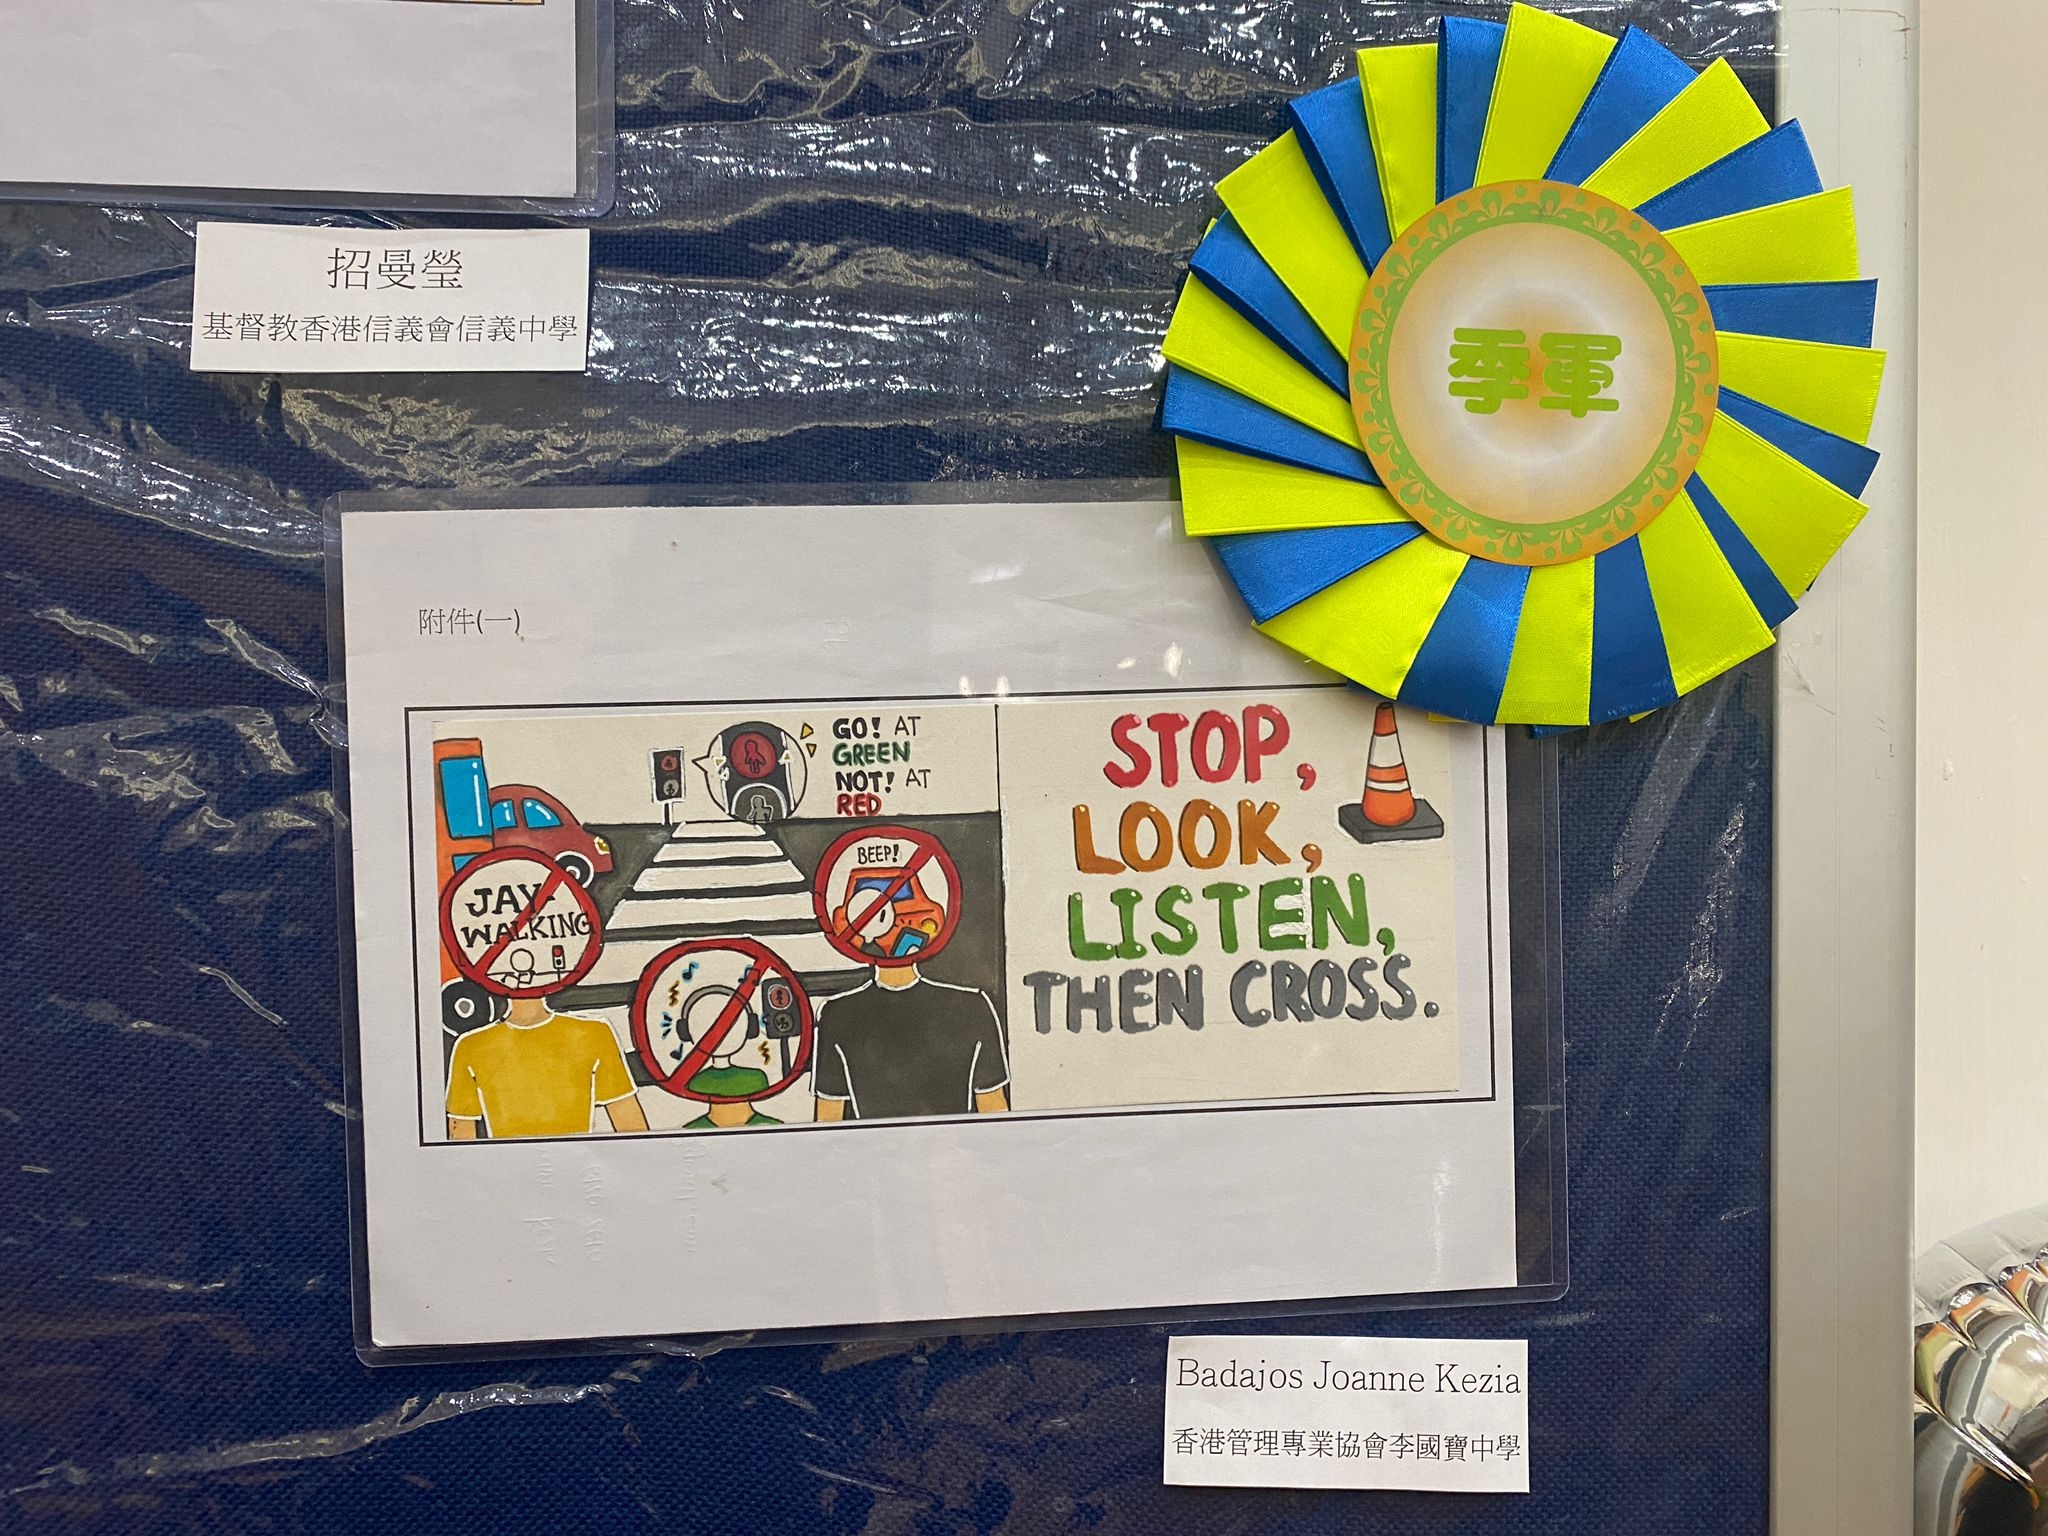 招曼瑩
基督教香港信義會信義中學
季軍
附件(一)
GO! AT
GREEN
NOT! AT
RED
JAY-
WALKING
BEEP!
STOP,
LOOK,
LISTEN,
THEN CROSS.
Badajos Joanne Kezia
香港管理專業協會李國寶中學